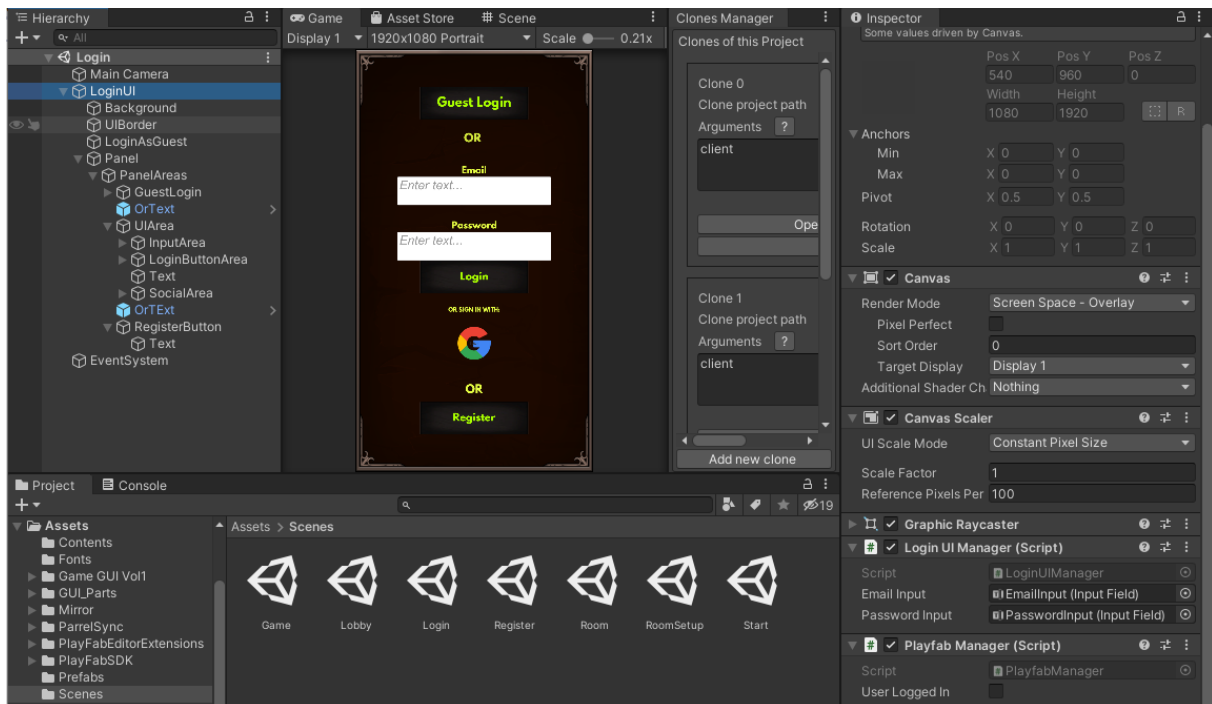 Hierarchy
All
Login
Main Camera
LoginUI
Background
UIBorder
LoginAsGuest
Panel
PanelAreas
GuestLogin
OrText
UIArea
InputArea
LoginButtonArea
Text
SocialArea
OrTExt
RegisterButton
Text
EventSystem
Game Asset Store Scene
Display 1 1920x1080 Portrait Scale 0.21x
Guest Login
OR
Email
Enter text...
Password
Enter text...
Login
OR SIGN IN WITH:
OR
Register
Clones Manager
Clones of this Project
Clone 0
Clone project path
Arguments ?
client
Ope
Clone 1
Clone project path
Arguments ?
client
Add new clone
Inspector
Some values driven by Canvas.
Pos X Pos Y Pos Z
540 960 0
Width Height
1080 1920 R
Anchors
Min X 0 Y 0
Max X 0 Y 0
Pivot X 0.5 Y 0.5
Rotation X 0 Y 0 Z 0
Scale X 1 Y 1 Z 1
Canvas
Render Mode Screen Space - Overlay
Pixel Perfect
Sort Order 0
Target Display Display 1
Additional Shader Ch Nothing
Canvas Scaler
UI Scale Mode Constant Pixel Size
Scale Factor 1
Reference Pixels Per 100
Graphic Raycaster
# Login UI Manager (Script)
Script LoginUIManager
Email Input EmailInput (Input Field)
Password Input PasswordInput (Input Field)
# Playfab Manager (Script)
Script PlayfabManager
User Logged In
Project Console
19
Assets
Contents
Fonts
Game GUI Vol1
GUI_Parts
Mirror
ParrelSync
PlayFabEditorExtensions
PlayFabSDK
Prefabs
Scenes
Assets > Scenes
Game Lobby Login Register Room RoomSetup Start